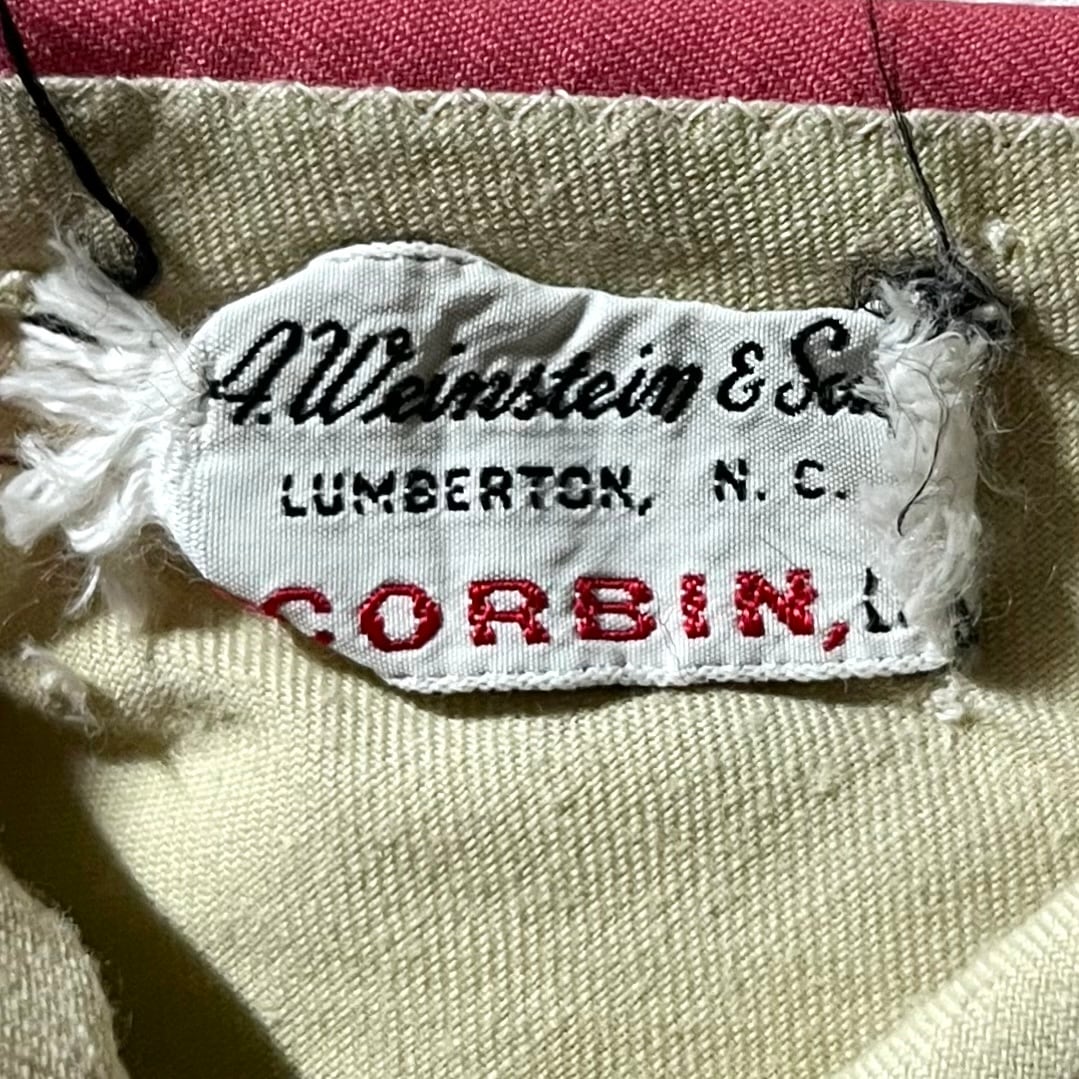 A. Weinstein & S
LUMBERTON, N. C.
CORBIN,